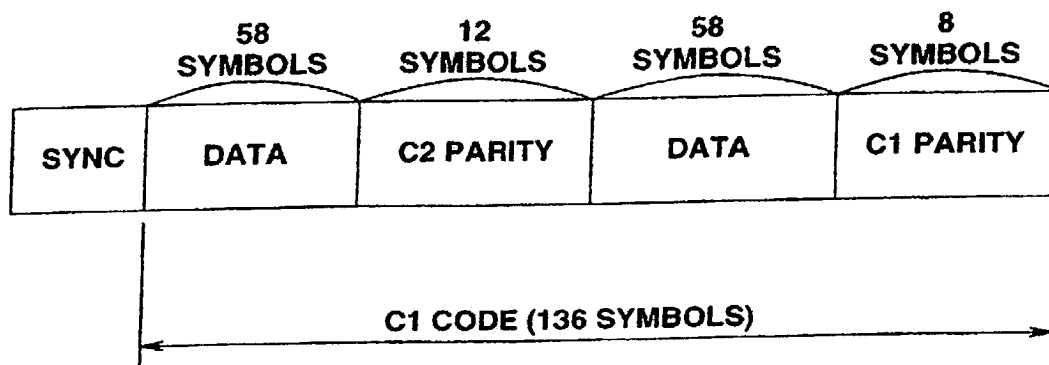 58 SYMBOLS
12 SYMBOLS
58 SYMBOLS
8 SYMBOLS
SYNC
DATA
C2 PARITY
DATA
C1 PARITY
C1 CODE (136 SYMBOLS)